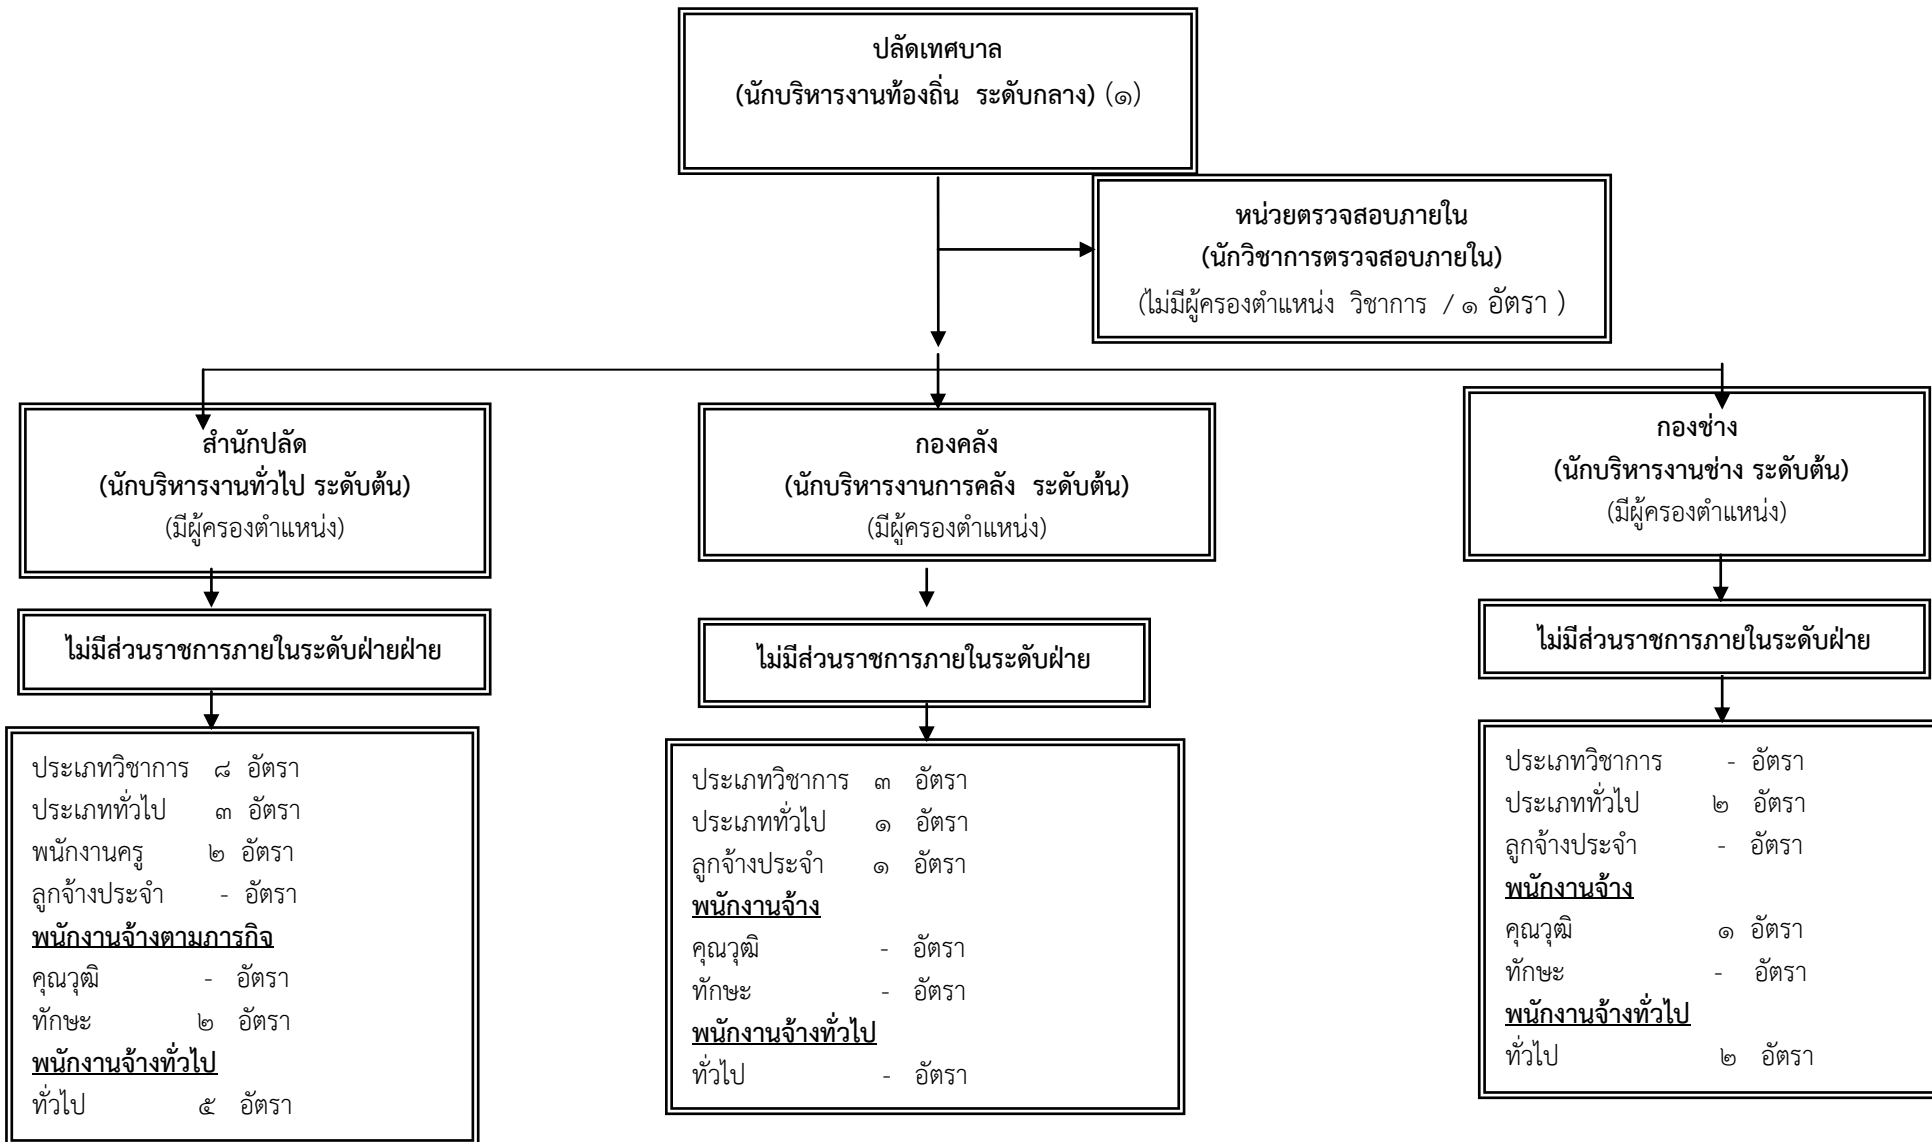 ปลัดเทศบาล
(นักบริหารงานท้องถิ่น ระดับกลาง) (๑)
หน่วยตรวจสอบภายใน
(นักวิชาการตรวจสอบภายใน)
(ไม่มีผู้ครองตำแหน่ง วิชาการ / ๑ อัตรา )
สำนักปลัด
(นักบริหารงานทั่วไป ระดับต้น)
(มีผู้ครองตำแหน่ง)
ไม่มีส่วนราชการภายในระดับฝ่ายฝ่าย
ประเภทวิชาการ ๘ อัตรา
ประเภททั่วไป ๓ อัตรา
พนักงานครู ๒ อัตรา
ลูกจ้างประจำ - อัตรา
พนักงานจ้างตามภารกิจ
คุณวุฒิ - อัตรา
ทักษะ ๒ อัตรา
พนักงานจ้างทั่วไป
ทั่วไป ๕ อัตรา
กองคลัง
(นักบริหารงานการคลัง ระดับต้น)
(มีผู้ครองตำแหน่ง)
ไม่มีส่วนราชการภายในระดับฝ่าย
ประเภทวิชาการ ๓ อัตรา
ประเภททั่วไป ๑ อัตรา
ลูกจ้างประจำ ๑ อัตรา
พนักงานจ้าง
คุณวุฒิ - อัตรา
ทักษะ - อัตรา
พนักงานจ้างทั่วไป
ทั่วไป - อัตรา
กองช่าง
(นักบริหารงานช่าง ระดับต้น)
(มีผู้ครองตำแหน่ง)
ไม่มีส่วนราชการภายในระดับฝ่าย
ประเภทวิชาการ - อัตรา
ประเภททั่วไป ๒ อัตรา
ลูกจ้างประจำ - อัตรา
พนักงานจ้าง
คุณวุฒิ ๑ อัตรา
ทักษะ - อัตรา
พนักงานจ้างทั่วไป
ทั่วไป ๒ อัตรา